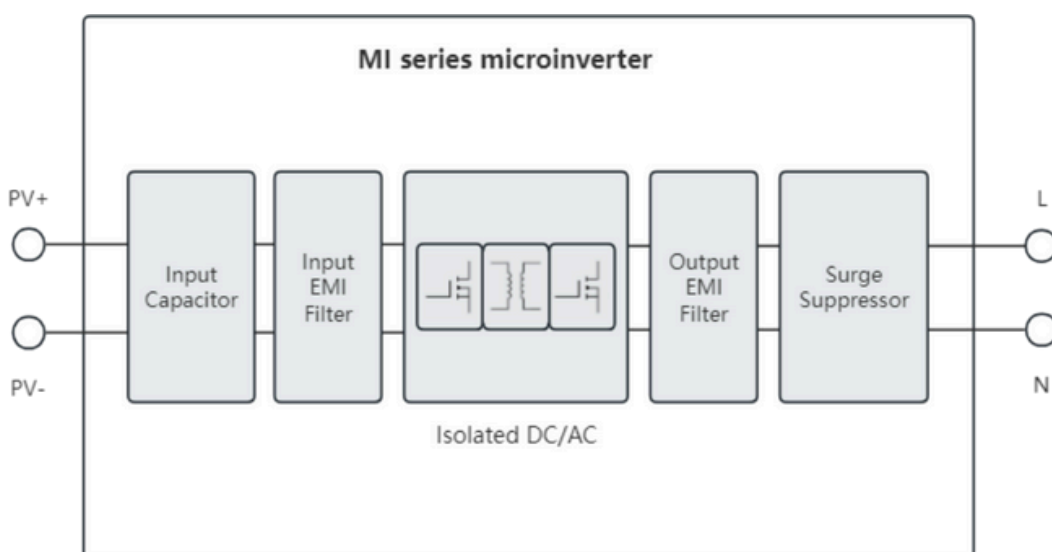 MI series microinverter
PV+
PV-
Input
Capacitor
Input
EMI
Filter
Isolated DC/AC
Output
EMI
Filter
Surge
Suppressor
L
N